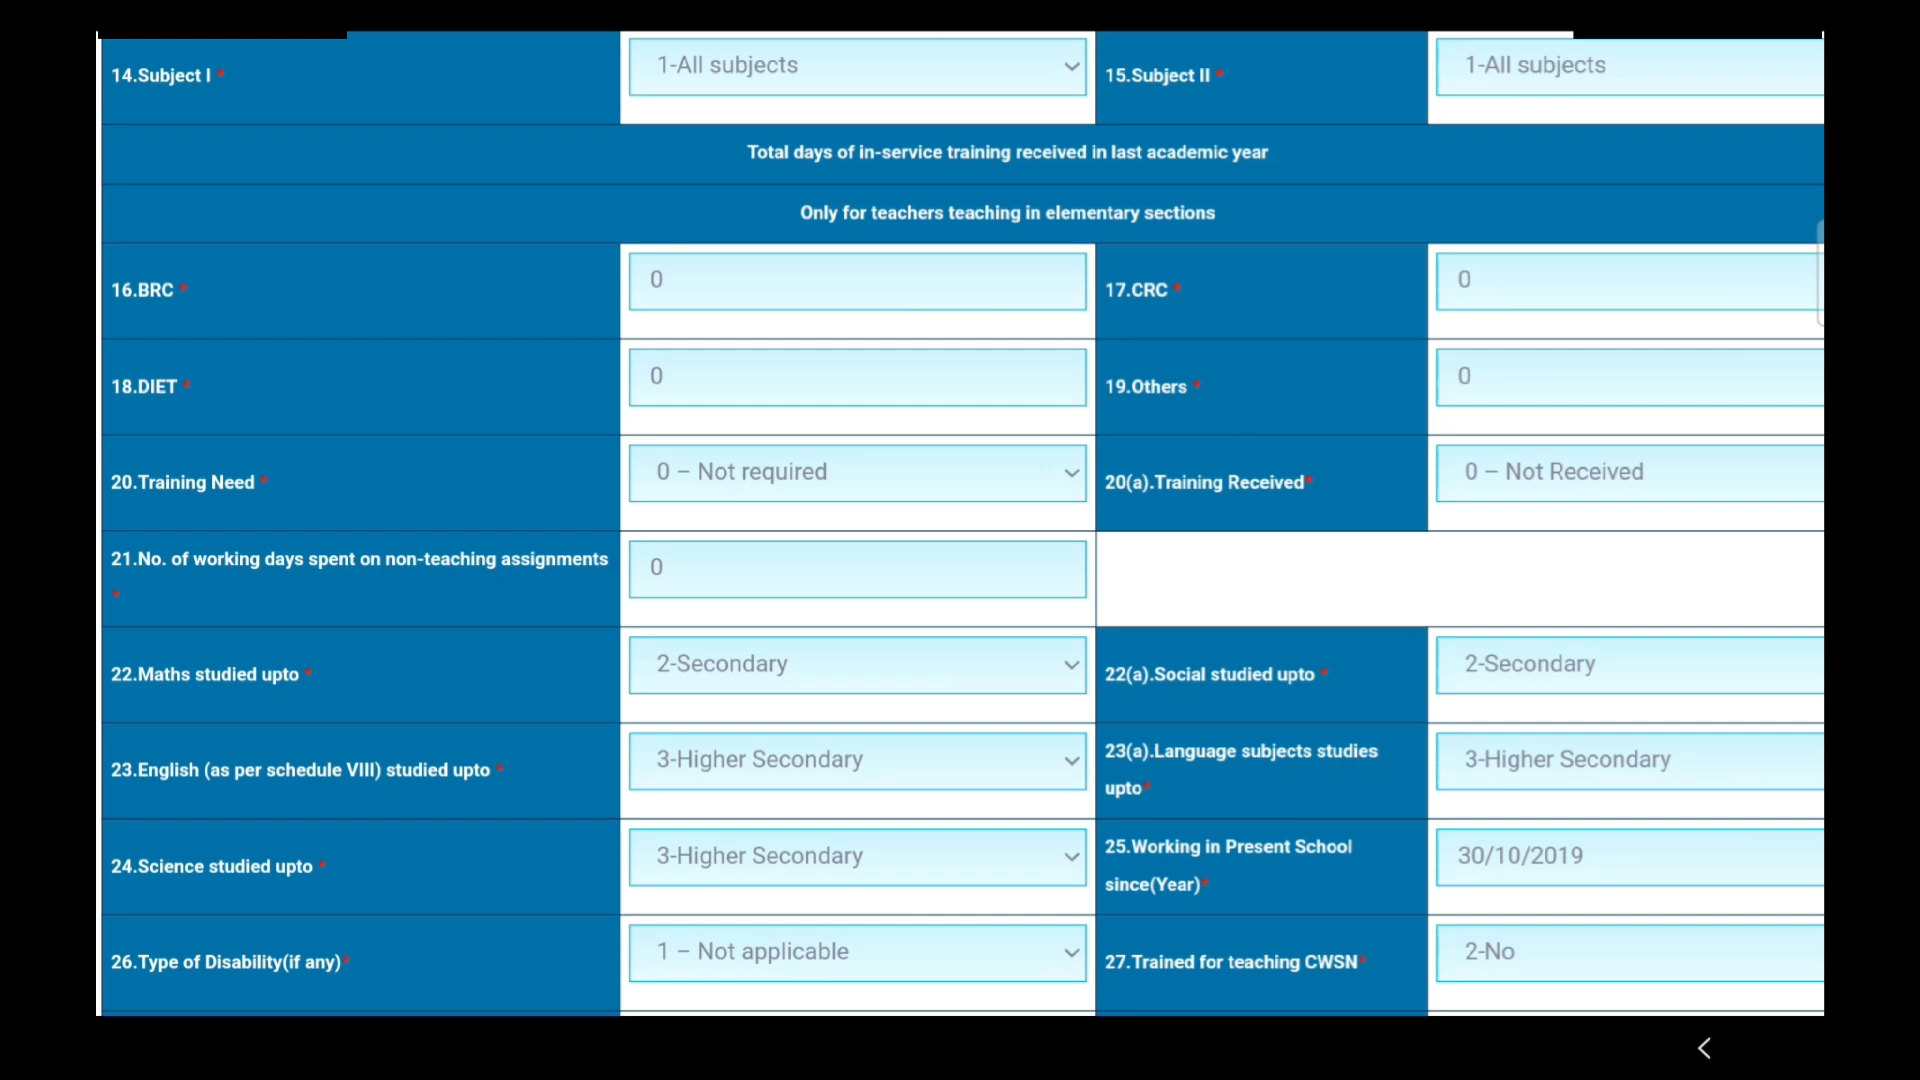 14.Subject I *
1-All subjects
15.Subject II *
1-All subjects
Total days of in-service training received in last academic year
Only for teachers teaching in elementary sections
16.BRC *
0
17.CRC *
0
18.DIET *
0
19.Others *
0
20.Training Need *
0 – Not required
20(a).Training Received*
0 – Not Received
21.No. of working days spent on non-teaching assignments
*
0
22.Maths studied upto *
2-Secondary
22(a).Social studied upto *
2-Secondary
23.English (as per schedule VIII) studied upto *
3-Higher Secondary
23(a).Language subjects studies
upto*
3-Higher Secondary
24.Science studied upto *
3-Higher Secondary
25.Working in Present School
since(Year)*
30/10/2019
26.Type of Disability(if any)*
1 – Not applicable
27.Trained for teaching CWSN*
2-No